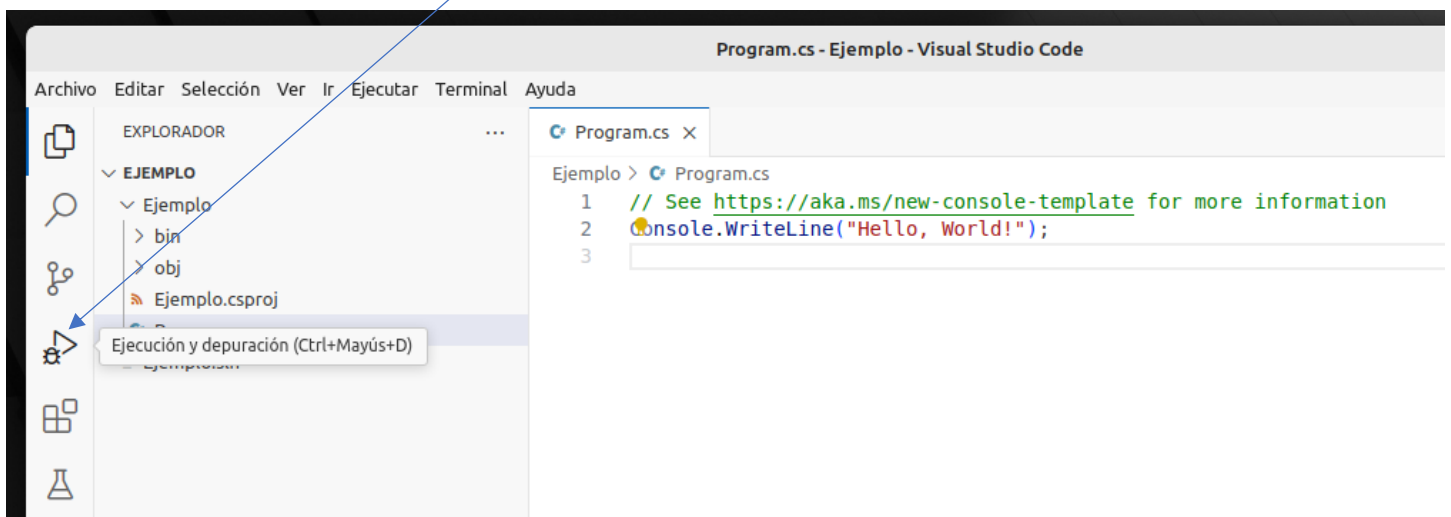 Program.cs - Ejemplo - Visual Studio Code
Archivo Editar Selección Ver Ir Ejecutar Terminal Ayuda
EXPLORADOR ...
EJEMPLO
Ejemplo
bin
obj
Ejemplo.csproj
Ejecución y depuración (Ctrl+Mayús+D)
Ejemplo.sln
C# Program.cs
Ejemplo > C# Program.cs
1 // See https://aka.ms/new-console-template for more information
2 Console.WriteLine("Hello, World!");
3